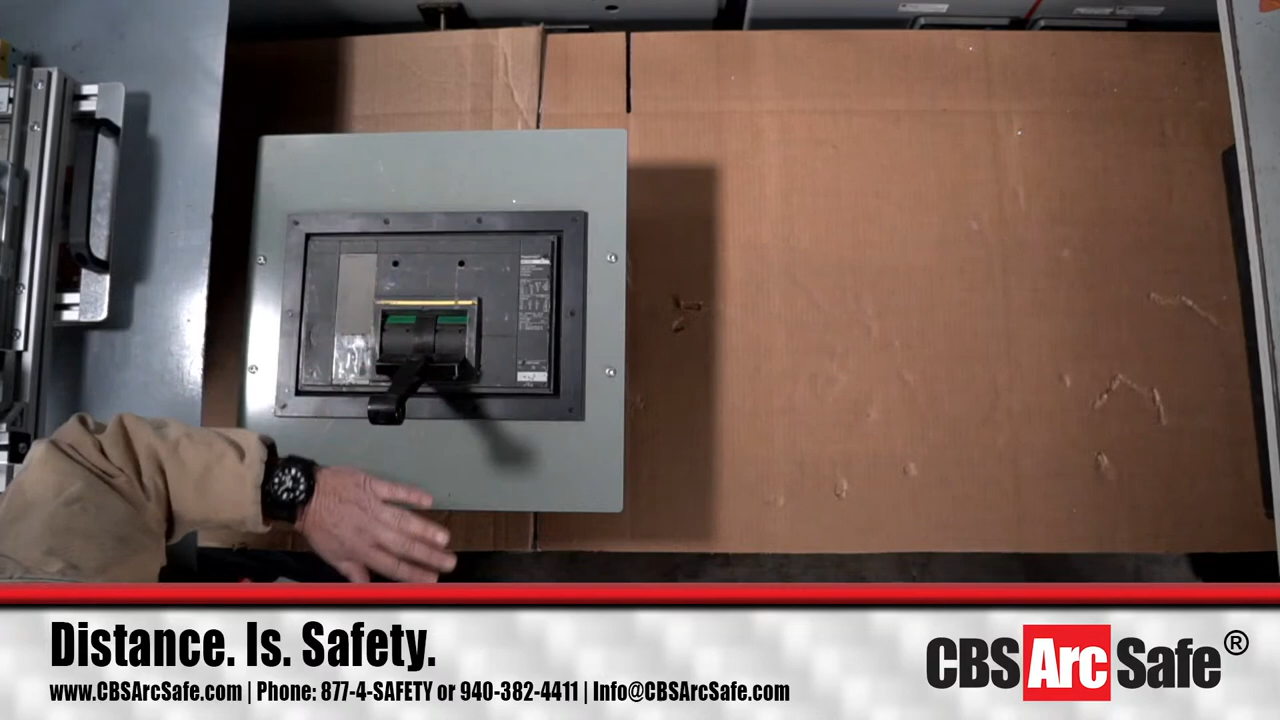 Distance. Is. Safety.
www.CBSArcSafe.com | Phone: 877-4-SAFETY or 940-382-4411 | Info@CBSArcSafe.com
CBS Arc Safe®